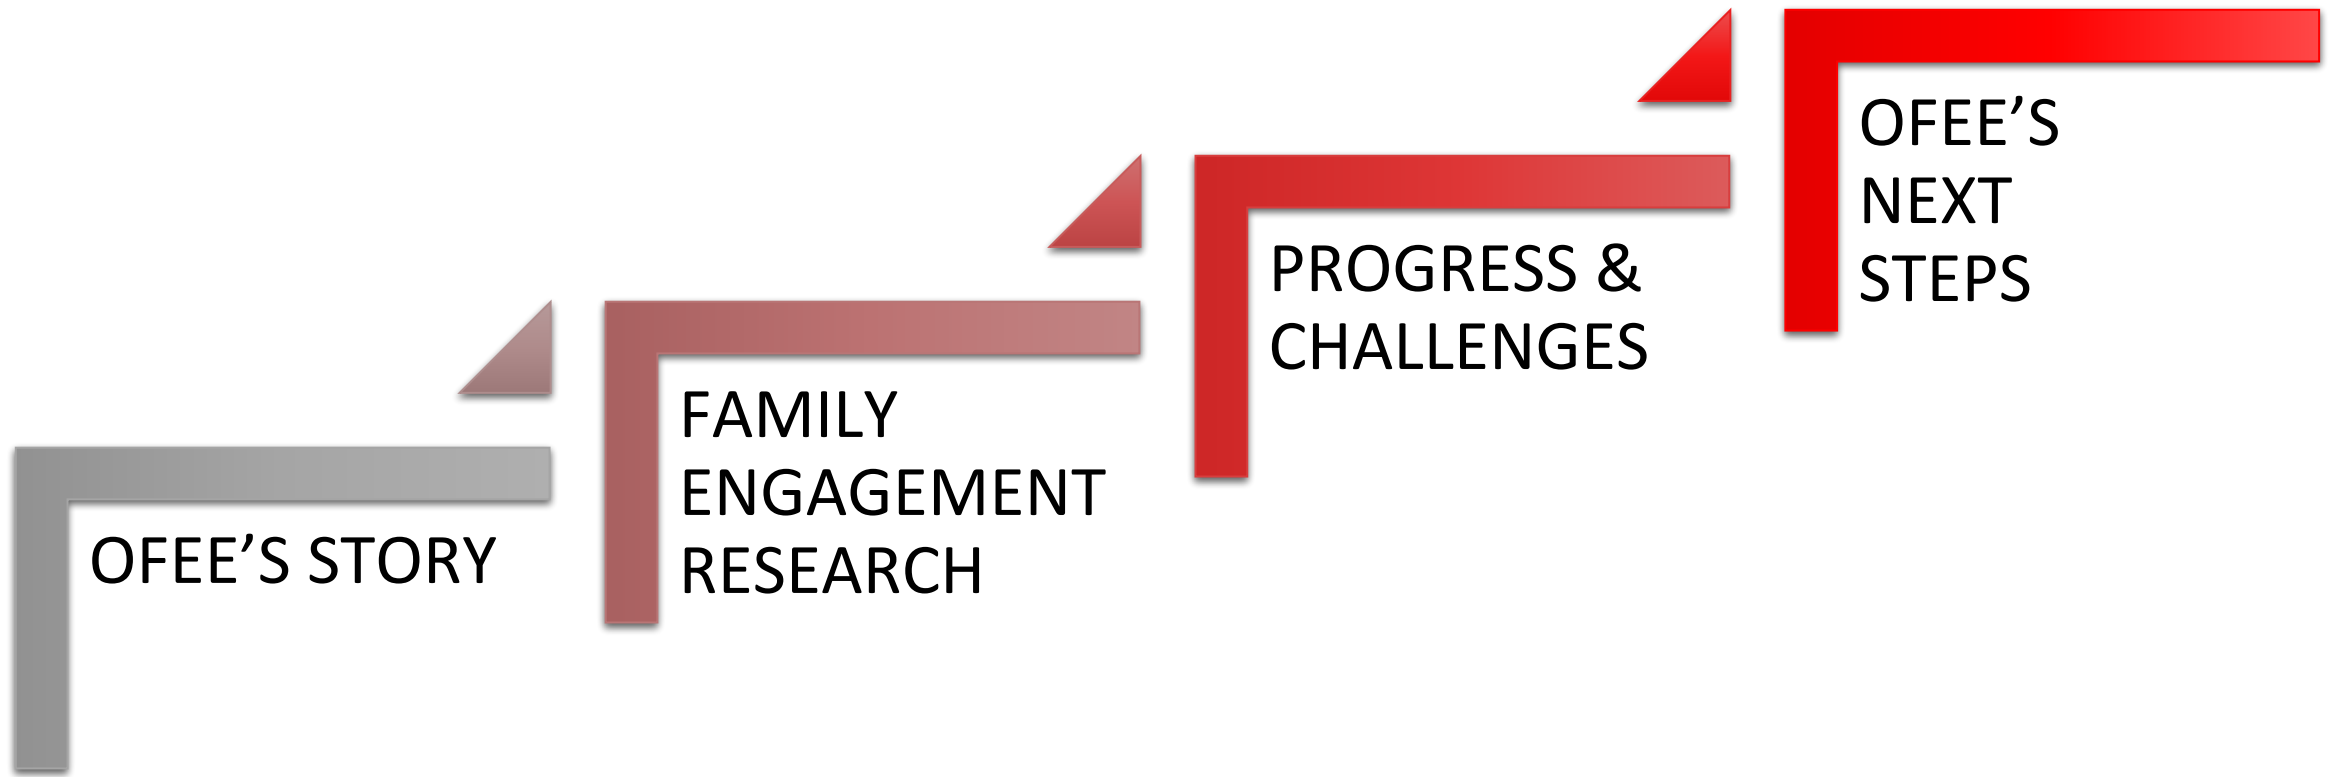 OFEE’S STORY
FAMILY
ENGAGEMENT
RESEARCH
PROGRESS &
CHALLENGES
OFEE’S
NEXT
STEPS